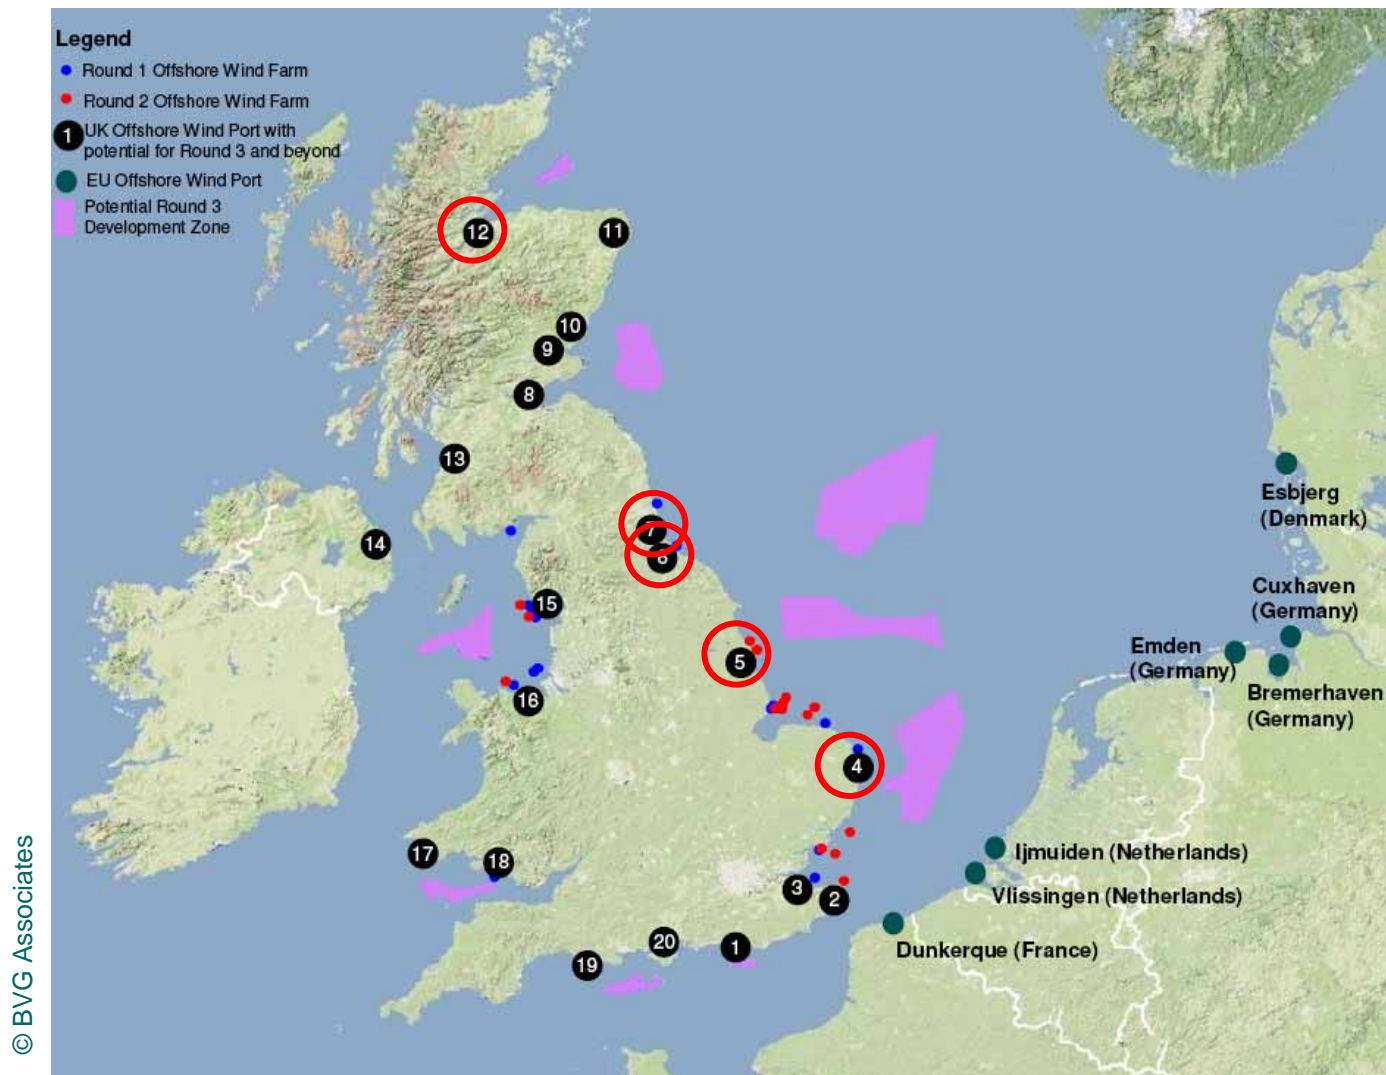 Legend
Round 1 Offshore Wind Farm
Round 2 Offshore Wind Farm
1
UK Offshore Wind Port with
potential for Round 3 and beyond
EU Offshore Wind Port
Potential Round 3
Development Zone
12
11
10
9
8
13
7
14
6
15
5
16
4
17
18
3
2
20
1
19
Esbjerg
(Denmark)
Cuxhaven
(Germany)
Emden
(Germany)
Bremerhaven
(Germany)
Ijmuiden (Netherlands)
Vlissingen (Netherlands)
Dunkerque (France)
© BVG Associates